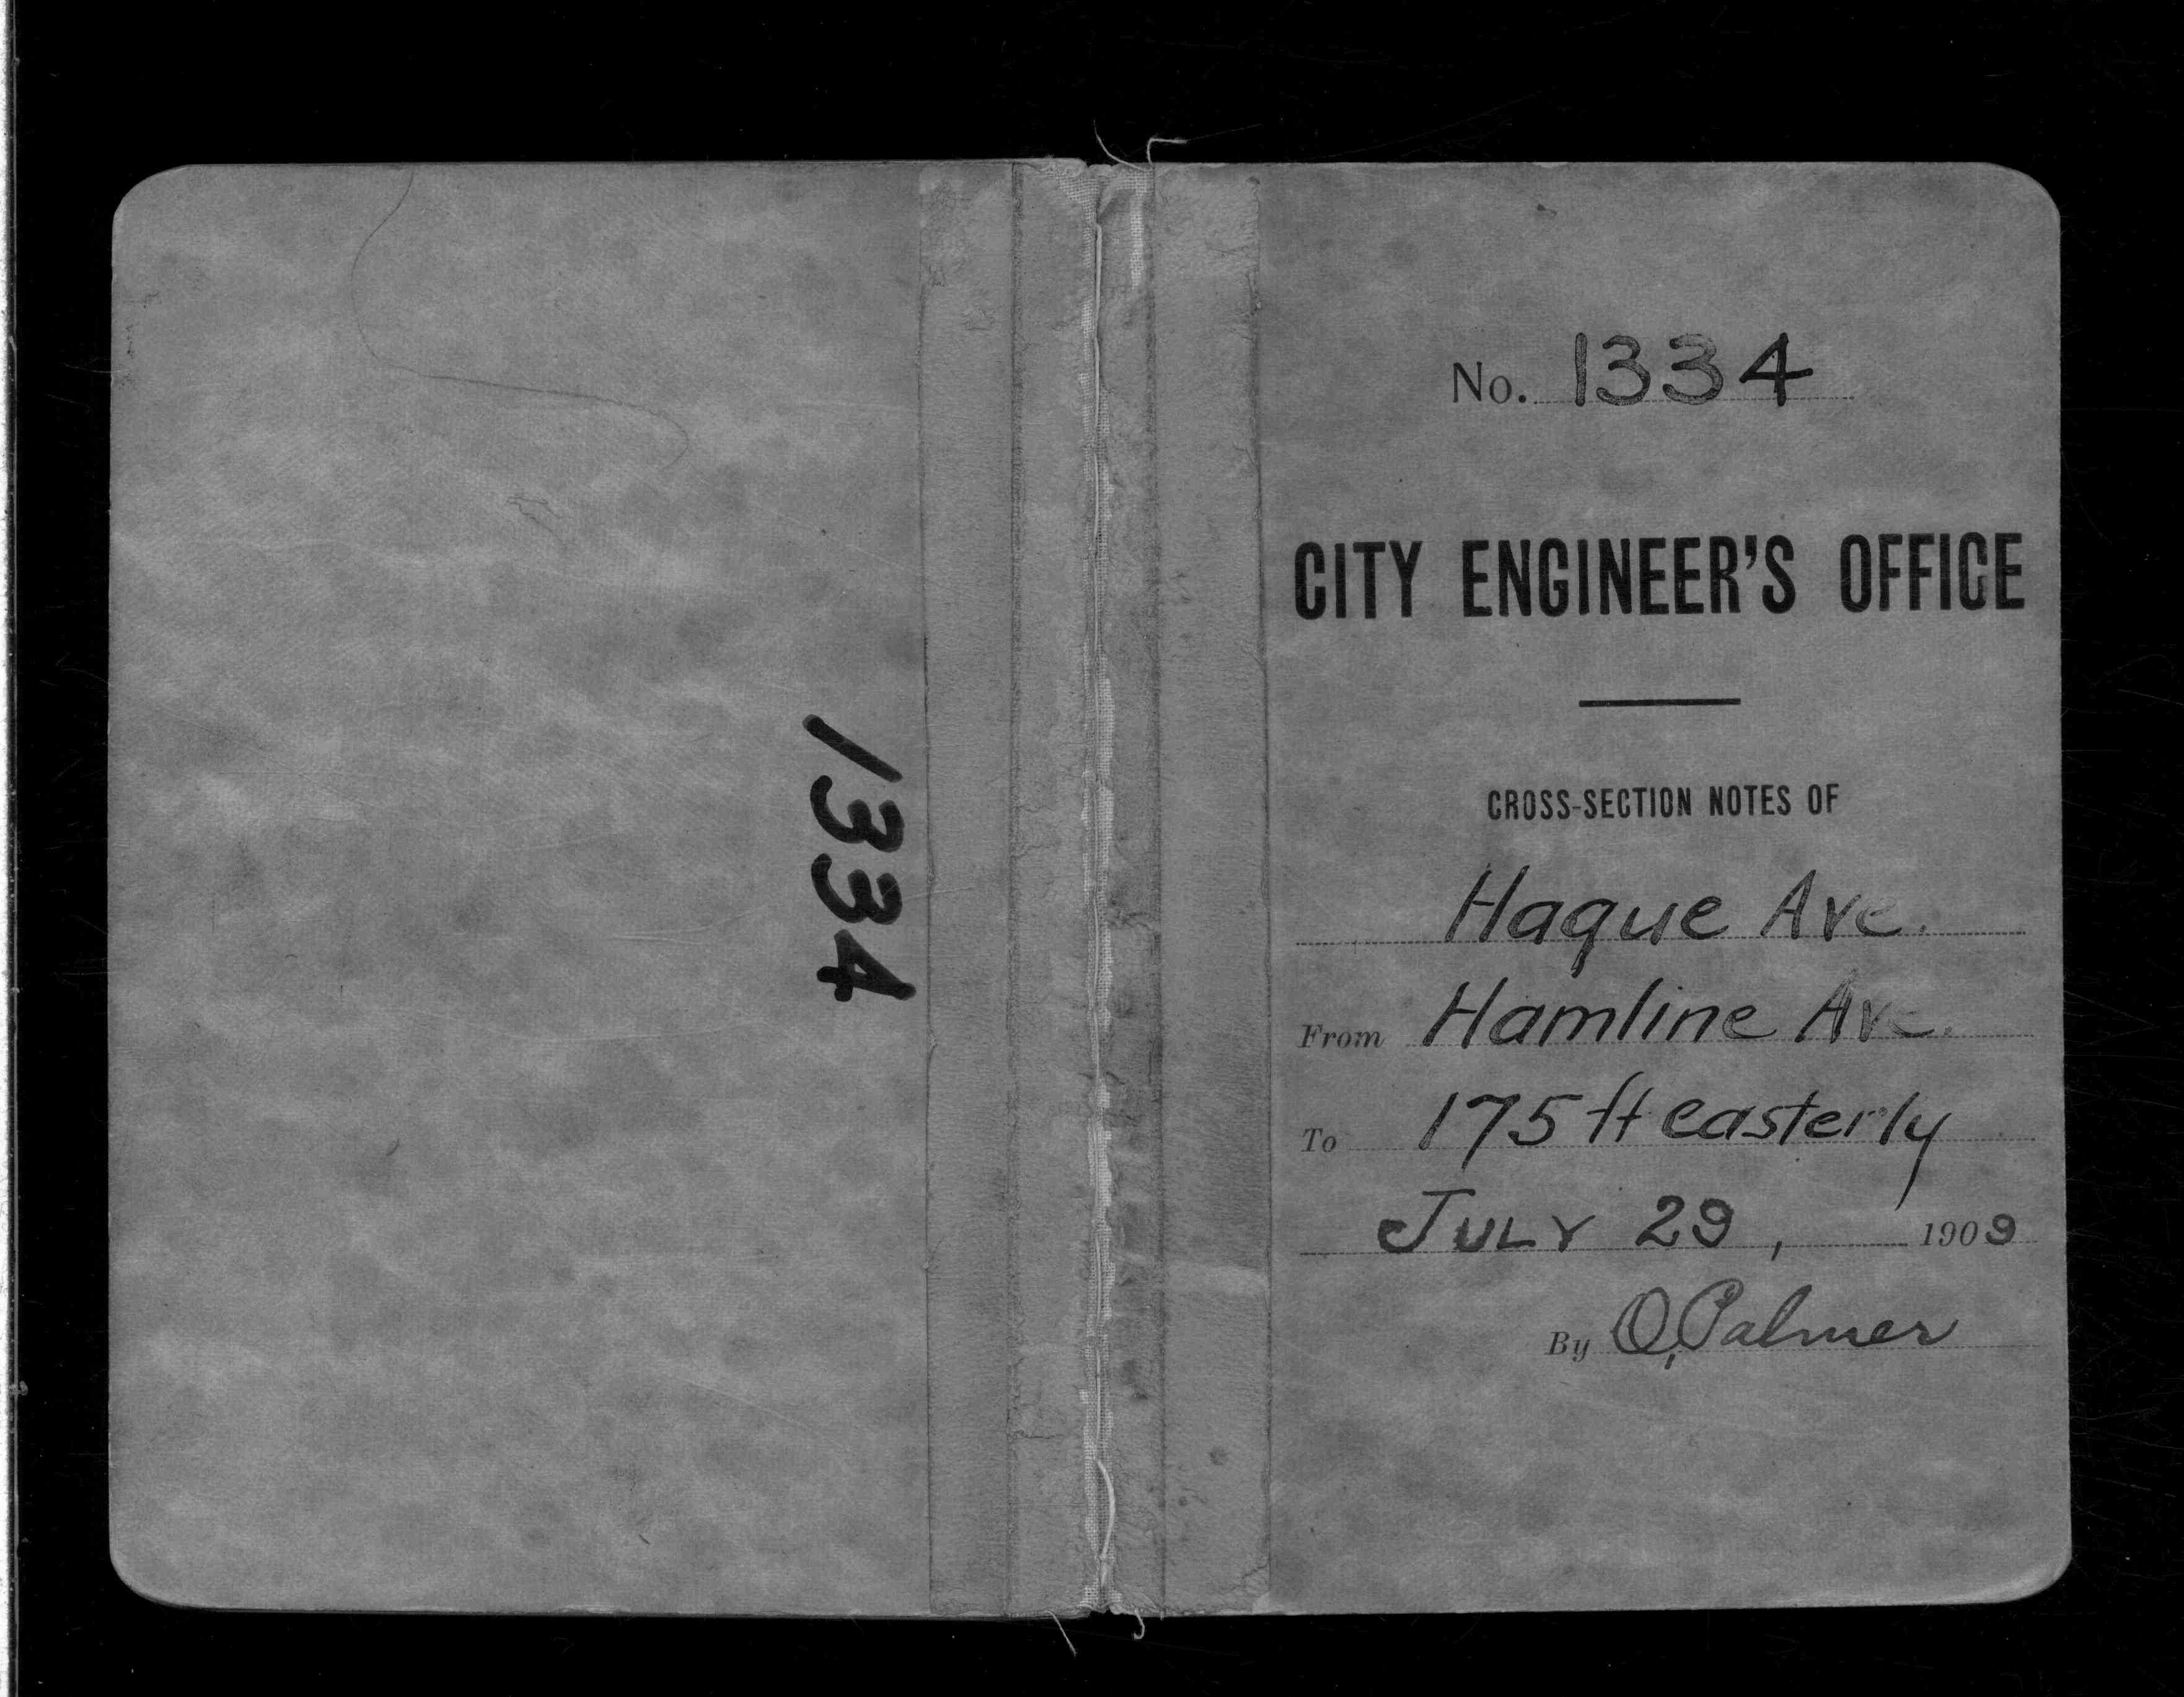 1334
No. 1334
CITY ENGINEER'S OFFICE
CROSS-SECTION NOTES OF
Hague Ave.
From Hamline Ave.
To 175 ft easterly
JULY 29, 1909
By O, Palmer